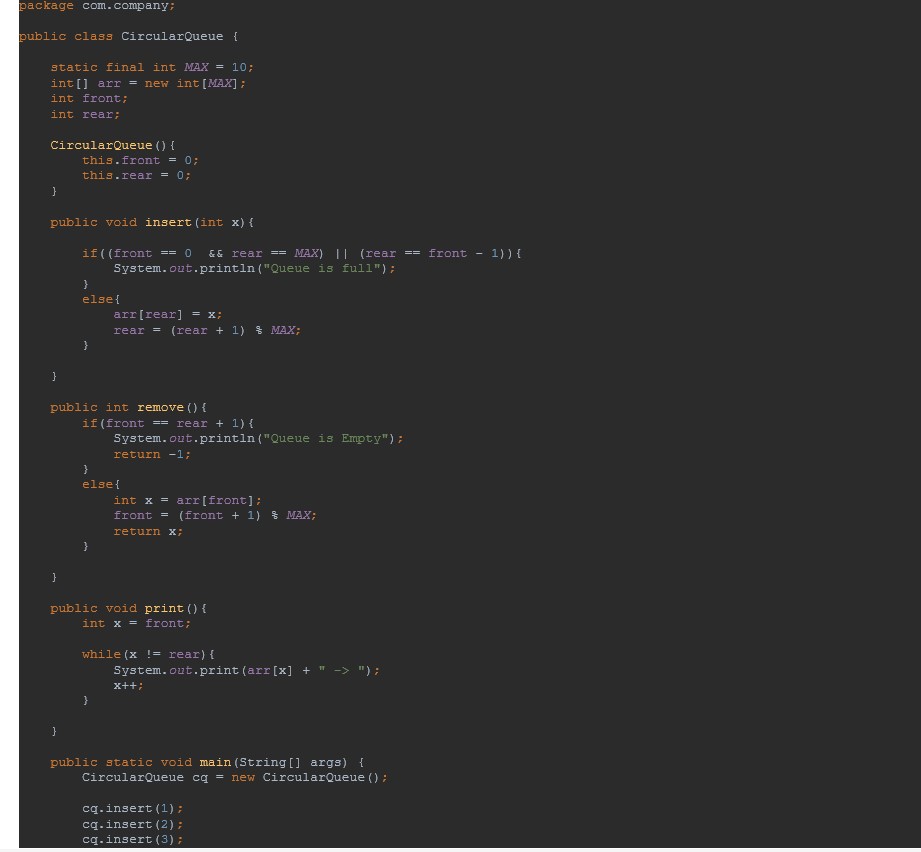 package com.company;
public class CircularQueue {
static final int MAX = 10;
int[] arr = new int[MAX];
int front;
int rear;
CircularQueue(){
this.front = 0;
this.rear = 0;
}
public void insert(int x){
if((front == 0  && rear == MAX) || (rear == front - 1)){
System.out.println("Queue is full");
}
else{
arr[rear] = x;
rear = (rear + 1) % MAX;
}
}
public int remove(){
if(front == rear + 1){
System.out.println("Queue is Empty");
return -1;
}
else{
int x = arr[front];
front = (front + 1) % MAX;
return x;
}
}
public void print(){
int x = front;
while(x != rear){
System.out.print(arr[x] + " -> ");
x++;
}
}
public static void main(String[] args) {
CircularQueue cq = new CircularQueue();
cq.insert(1);
cq.insert(2);
cq.insert(3);